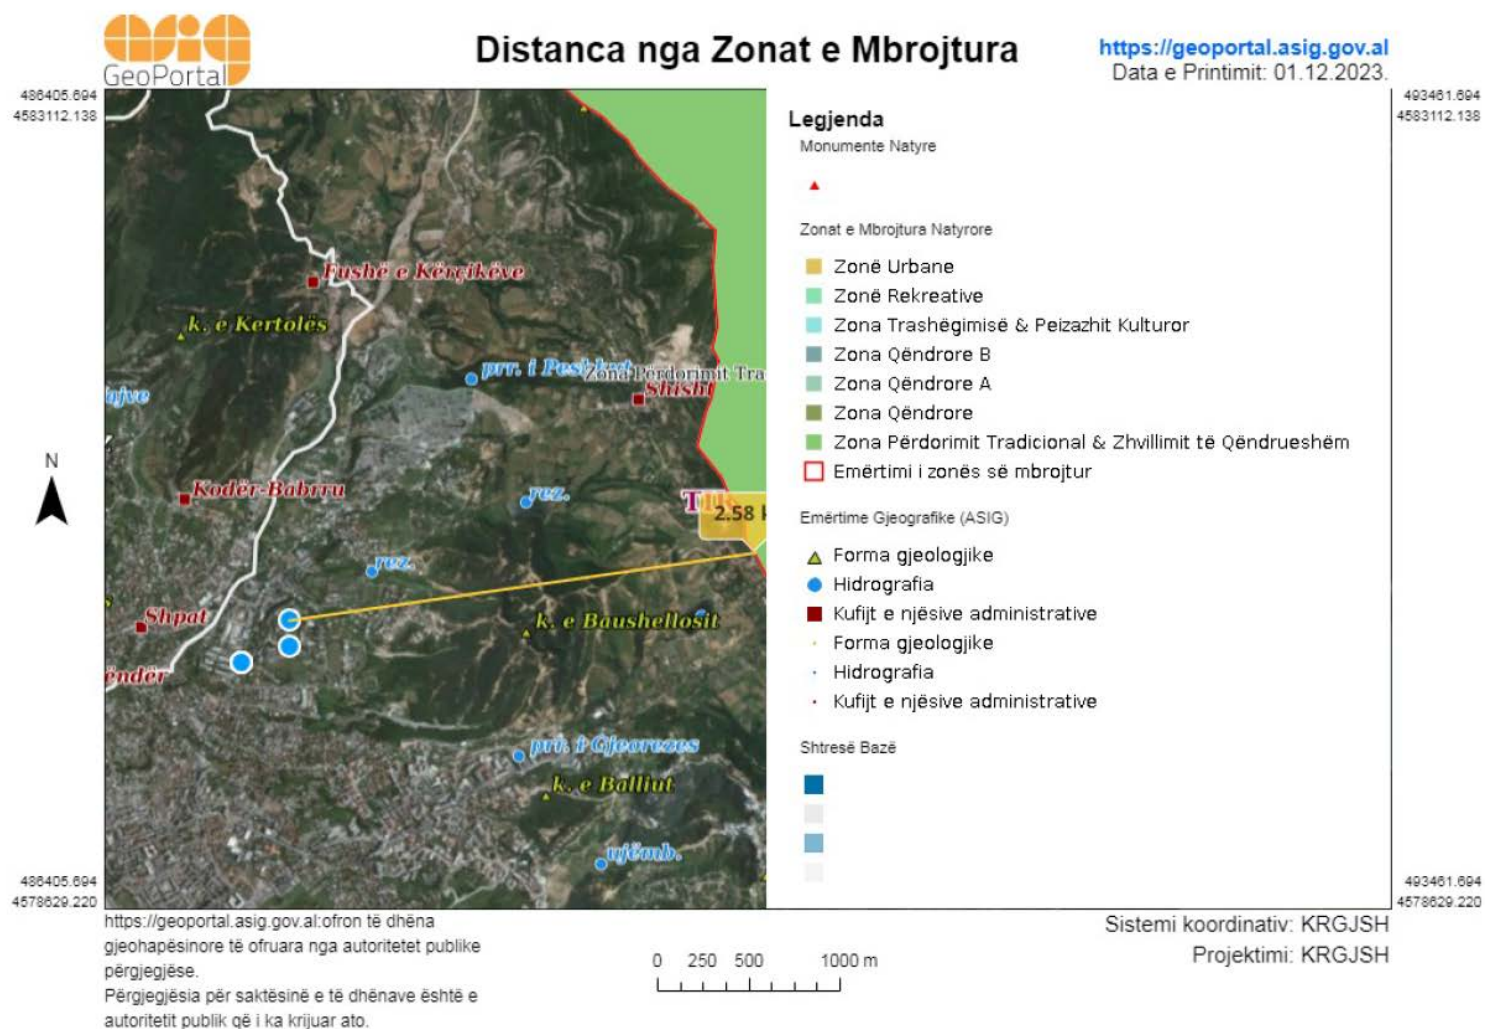 asig
GeoPortal
Distanca nga Zonat e Mbrojtura
https://geoportal.asig.gov.al
Data e Printimit: 01.12.2023.
486405.694
4583112.138
493461.694
4583112.138
Fushë e Kërçikëve
k. e Kertolës
prr. i Peshkut
Zona Përdorimit Tra
Shisht
ajve
N
Kodër-Babrru
rez.
2.58 k
rez.
Shpat
k. e Baushellosit
ëndër
prr. i Gjeorezes
k. e Balliut
ujëmb.
Legjenda
Monumente Natyre
Zonat e Mbrojtura Natyrore
Zonë Urbane
Zonë Rekreative
Zona Trashëgimisë & Peizazhit Kulturor
Zona Qëndrore B
Zona Qëndrore A
Zona Qëndrore
Zona Përdorimit Tradicional & Zhvillimit të Qëndrueshëm
Emërtimi i zonës së mbrojtur
Emërtime Gjeografike (ASIG)
Forma gjeologjike
Hidrografia
Kufijt e njësive administrative
Forma gjeologjike
Hidrografia
Kufijt e njësive administrative
Shtresë Bazë
486405.694
4578629.220
493461.694
4578629.220
https://geoportal.asig.gov.al:ofron të dhëna
gjeohapësinore të ofruara nga autoritetet publike
përgjegjëse.
Përgjegjësia për saktësinë e të dhënave është e
autoritetit publik që i ka krijuar ato.
0 250 500 1000 m
Sistemi koordinativ: KRGJSH
Projektimi: KRGJSH